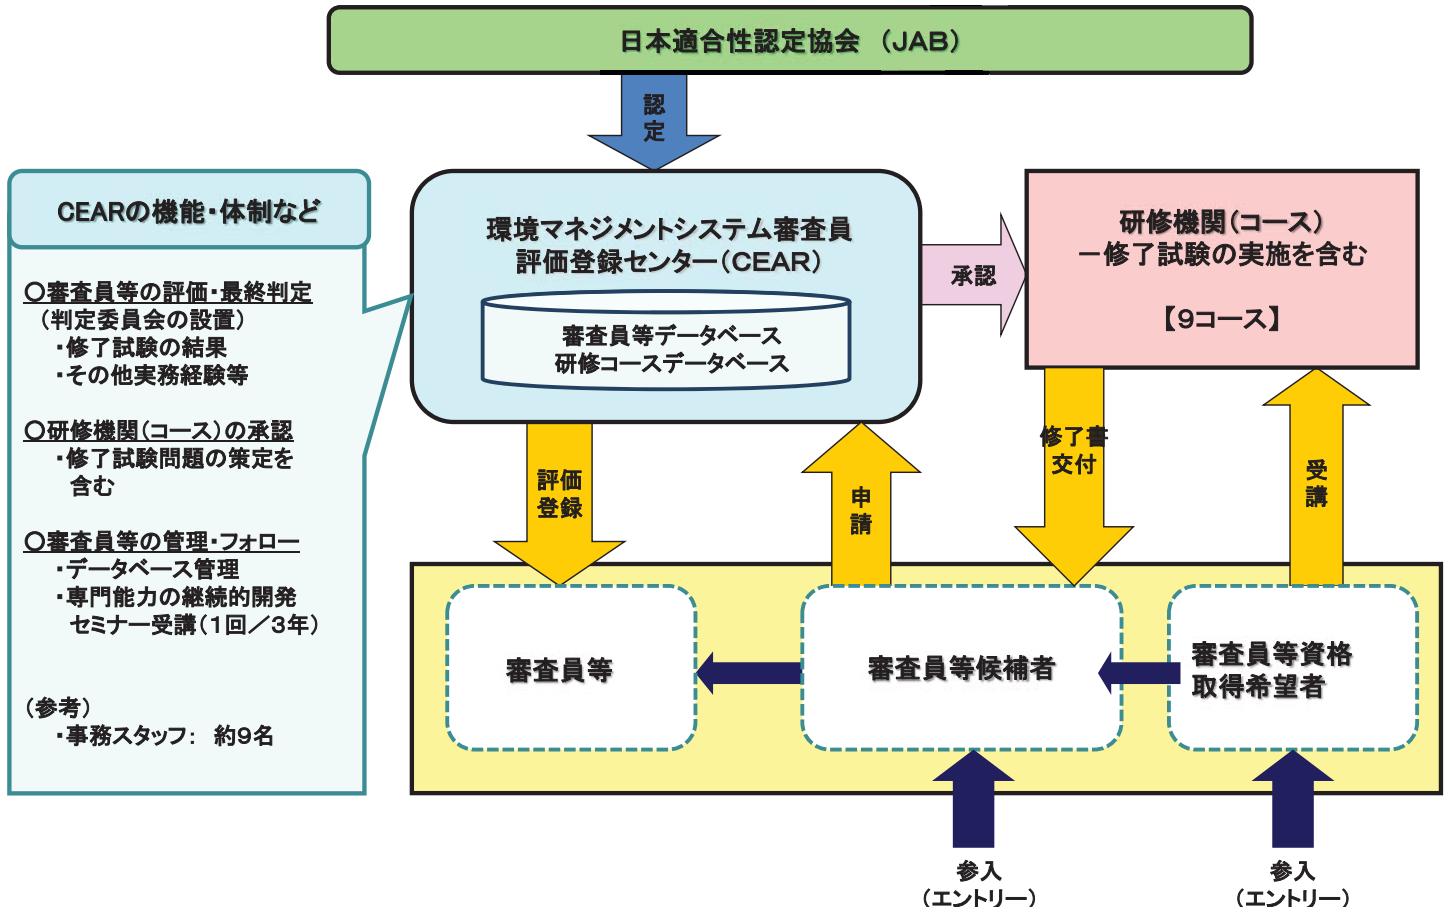 日本適合性認定協会　（JAB）
認
定
CEARの機能・体制など
○審査員等の評価・最終判定
（判定委員会の設置）
・修了試験の結果
・その他実務経験等
○研修機関（コース）の承認
・修了試験問題の策定を
含む
○審査員等の管理・フォロー
・データベース管理
・専門能力の継続的開発
セミナー受講（1回／3年）
（参考）
・事務スタッフ：　約9名
環境マネジメントシステム審査員
評価登録センター（CEAR）
審査員等データベース
研修コースデータベース
承認
研修機関（コース）
－修了試験の実施を含む
【9コース】
評価
登録
申
請
修了書
交付
受
講
審査員等
審査員等候補者
審査員等資格
取得希望者
参入
（エントリー）
参入
（エントリー）